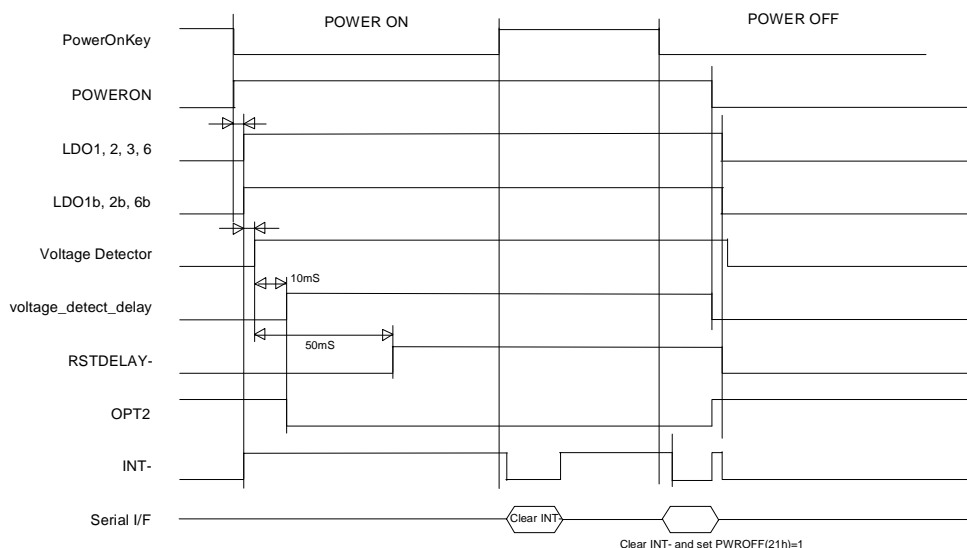 POWER ON
POWER OFF
PowerOnKey
POWERON
LDO1, 2, 3, 6
LDO1b, 2b, 6b
Voltage Detector
10mS
voltage_detect_delay
50mS
RSTDELAY-
OPT2
INT-
Serial I/F
Clear INT-
Clear INT- and set PWROFF(21h)=1